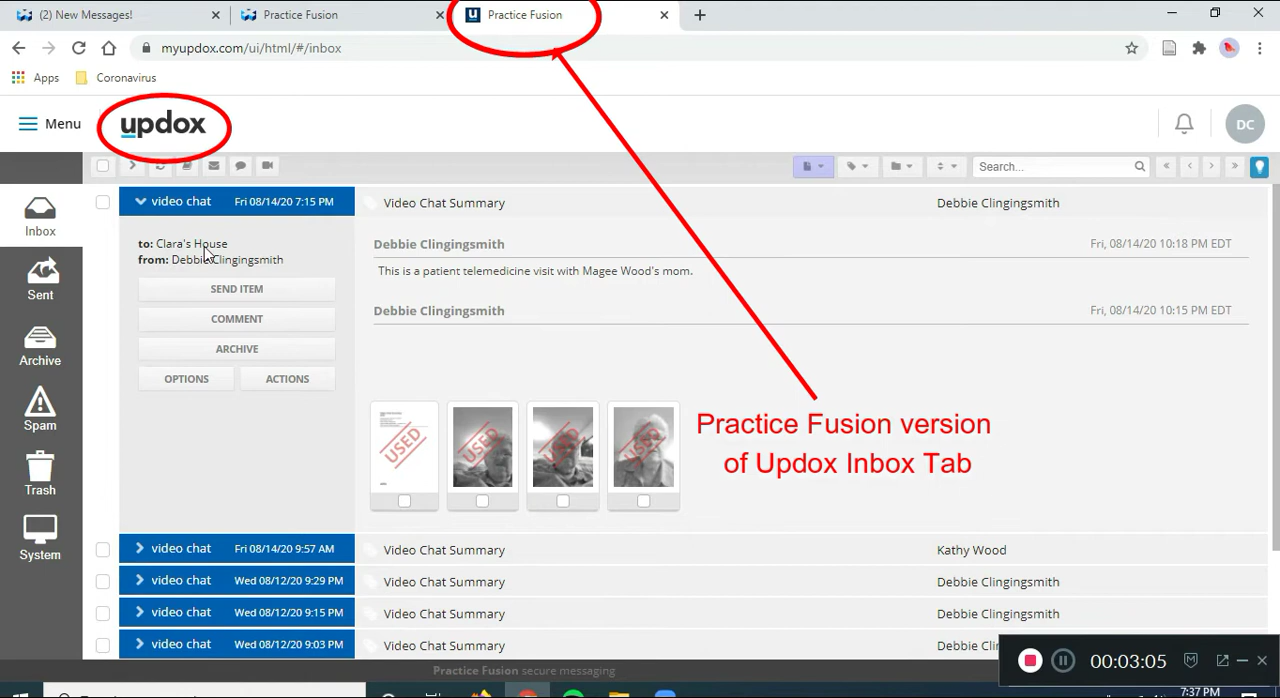 (2) New Messages!
Practice Fusion
Practice Fusion
myupdox.com/ui/html/#/inbox
Apps
Coronavirus
Menu
updox
DC
Search...
Inbox
Sent
Archive
Spam
Trash
System
video chat Fri 08/14/20 7:15 PM Video Chat Summary Debbie Clingingsmith
to: Clara's House
from: Debbie Clingingsmith
SEND ITEM
COMMENT
ARCHIVE
OPTIONS ACTIONS
Debbie Clingingsmith Fri, 08/14/20 10:18 PM EDT
This is a patient telemedicine visit with Magee Wood's mom.
Debbie Clingingsmith Fri, 08/14/20 10:15 PM EDT
USED USED USED USED
Practice Fusion version
of Updox Inbox Tab
video chat Fri 08/14/20 9:57 AM Video Chat Summary Kathy Wood
video chat Wed 08/12/20 9:29 PM Video Chat Summary Debbie Clingingsmith
video chat Wed 08/12/20 9:15 PM Video Chat Summary Debbie Clingingsmith
video chat Wed 08/12/20 9:03 PM Video Chat Summary Debbie
Practice Fusion secure messaging
00:03:05
7:37 PM